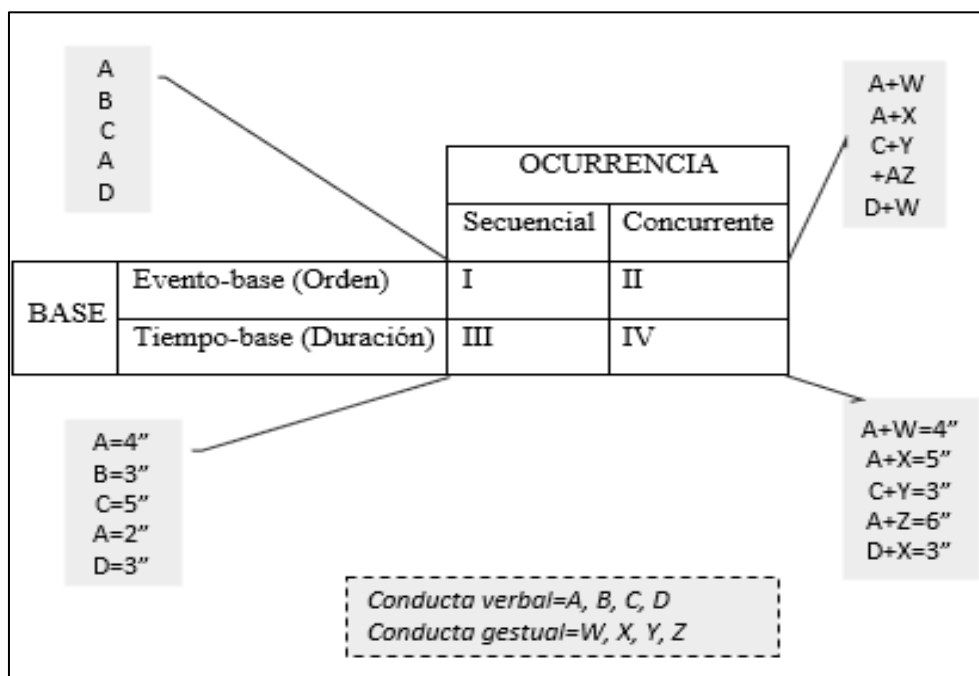 A
B
C
A
D
A+W
A+X
C+Y
+AZ
D+W
OCURRENCIA
Secuencial Concurrente
BASE
Evento-base (Orden) I II
Tiempo-base (Duración) III IV
A=4”
B=3”
C=5”
A=2”
D=3”
A+W=4”
A+X=5”
C+Y=3”
A+Z=6”
D+X=3”
Conducta verbal=A, B, C, D
Conducta gestual=W, X, Y, Z